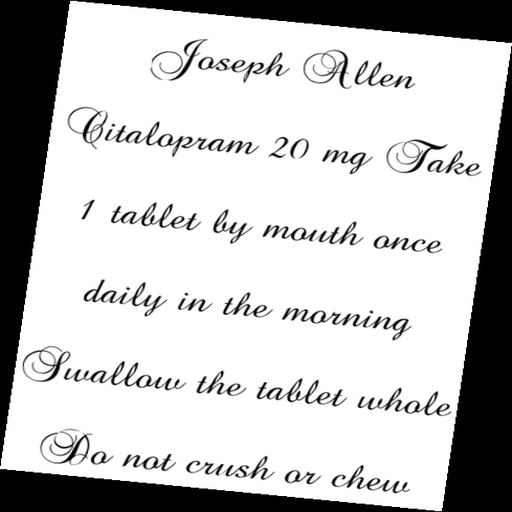 Joseph Allen
Citalopram 20 mg Take
1 tablet by mouth once
daily in the morning
Swallow the tablet whole
Do not crush or chew